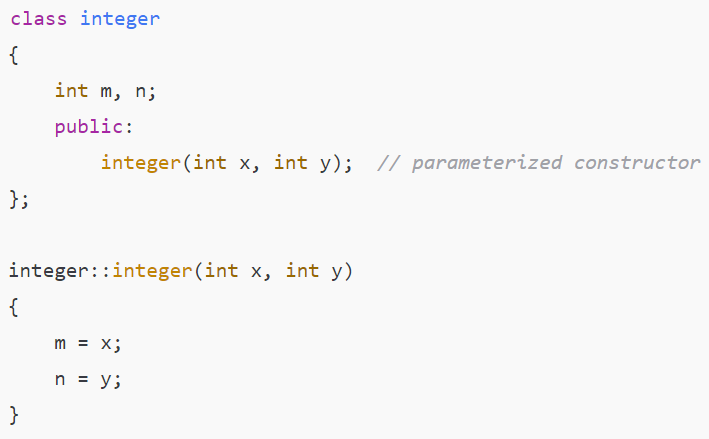 class integer
{
    int m, n;
    public:
        integer(int x, int y);  // parameterized constructor
};

integer::integer(int x, int y)
{
    m = x;
    n = y;
}